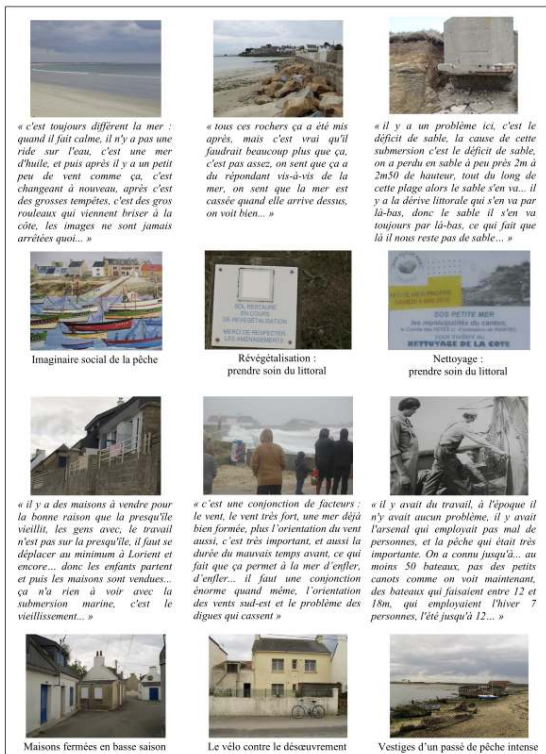 « c'est toujours différent la mer :
quand il fait calme, il n'y a pas une
ride sur l'eau, c'est une mer
d'huile, et puis après il y a un petit
peu de vent comme ça, c'est
changeant à nouveau, après c'est
des grosses tempêtes, c'est des gros
rouleaux qui viennent briser à la
côte, les images ne sont jamais
arrêtées quoi... »
« tous ces rochers ça a été mis
après, mais c'est vrai qu'il
faudrait beaucoup plus que ça,
c'est pas assez, on sent que ça a
du répondant vis-à-vis de la
mer, on sent que la mer est
cassée quand elle arrive dessus,
on voit bien... »
« il y a un problème ici, c'est le
déficit de sable, la cause de cette
submersion c'est le déficit de sable,
on a perdu en sable à peu près 2m à
2m50 de hauteur, tout du long de
cette plage alors le sable s'en va... il
y a la dérive littorale qui s'en va par
là-bas, donc le sable il s'en va
toujours par là-bas, ce qui fait que
là il nous reste pas de sable... »
SOL RESTAURÉ
EN COURS
DE REVÉGÉTALISATION
MERCI DE RESPECTER
LES AMÉNAGEMENTS
SOS PETITE MER
les municipalités du canton,
NETTOYAGE DE LA COTE
Imaginaire social de la pêche
Révégétalisation :
prendre soin du littoral
Nettoyage :
prendre soin du littoral
« il y a des maisons à vendre pour
la bonne raison que la presqu'île
vieillit, les gens avec, le travail
n'est pas sur la presqu'île, il faut se
déplacer au minimum à Lorient et
encore... donc les enfants partent
et puis les maisons sont vendues...
ça n'a rien à voir avec la
submersion marine, c'est le
vieillissement... »
« c'est une conjonction de facteurs :
le vent, le vent très fort, une mer déjà
bien formée, plus l'orientation du vent
aussi, c'est très important, et aussi la
durée du mauvais temps avant, ce qui
fait que ça permet à la mer d'enfler,
d'enfler... il faut une conjonction
énorme quand même, l'orientation
des vents sud-est et le problème des
digues qui cassent »
« il y avait du travail, à l'époque il
n'y avait aucun problème, il y avait
l'arsenal qui employait pas mal de
personnes, et la pêche qui était très
importante. On a connu jusqu'à... au
moins 50 bateaux, pas des petits
canots comme on voit maintenant,
des bateaux qui faisaient entre 12 et
18m, qui employaient l'hiver 7
personnes, l'été jusqu'à 12... »
Maisons fermées en basse saison
Le vélo contre le désœuvrement
Vestiges d'un passé de pêche intense